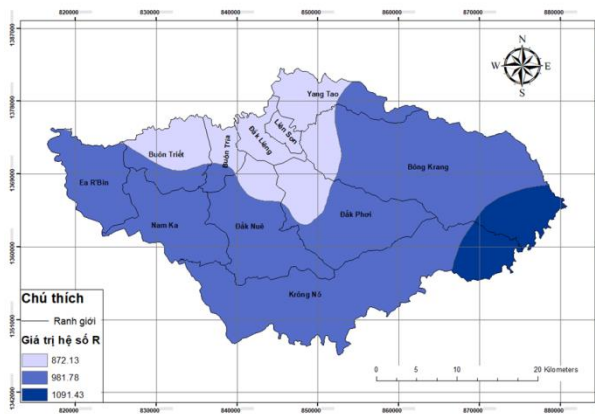 820000 830000 840000 850000 860000 870000 880000
1387000
1378000
1369000
1360000
1351000
1342000
N
W E
S
Yang Tao
Liên Sơn
Đắk Liêng
Buôn Tría
Buôn Triết
Bông Krang
Ea R'Bin
Đắk Phơi
Nam Ka
Đắk Nuê
Krông Nô
Chú thích
Ranh giới
Giá trị hệ số R
872.13
981.78
1091.43
0 5 10 20 Kilometers
820000 830000 840000 850000 860000 870000 880000